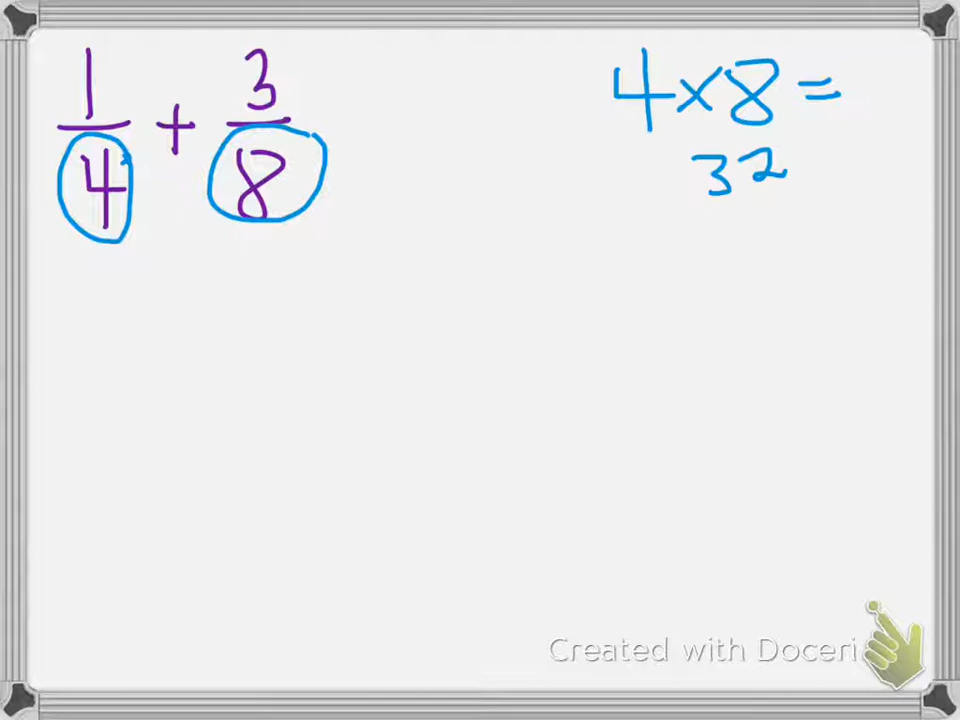 1/4 + 3/8
4x8=
32
Created with Doceri